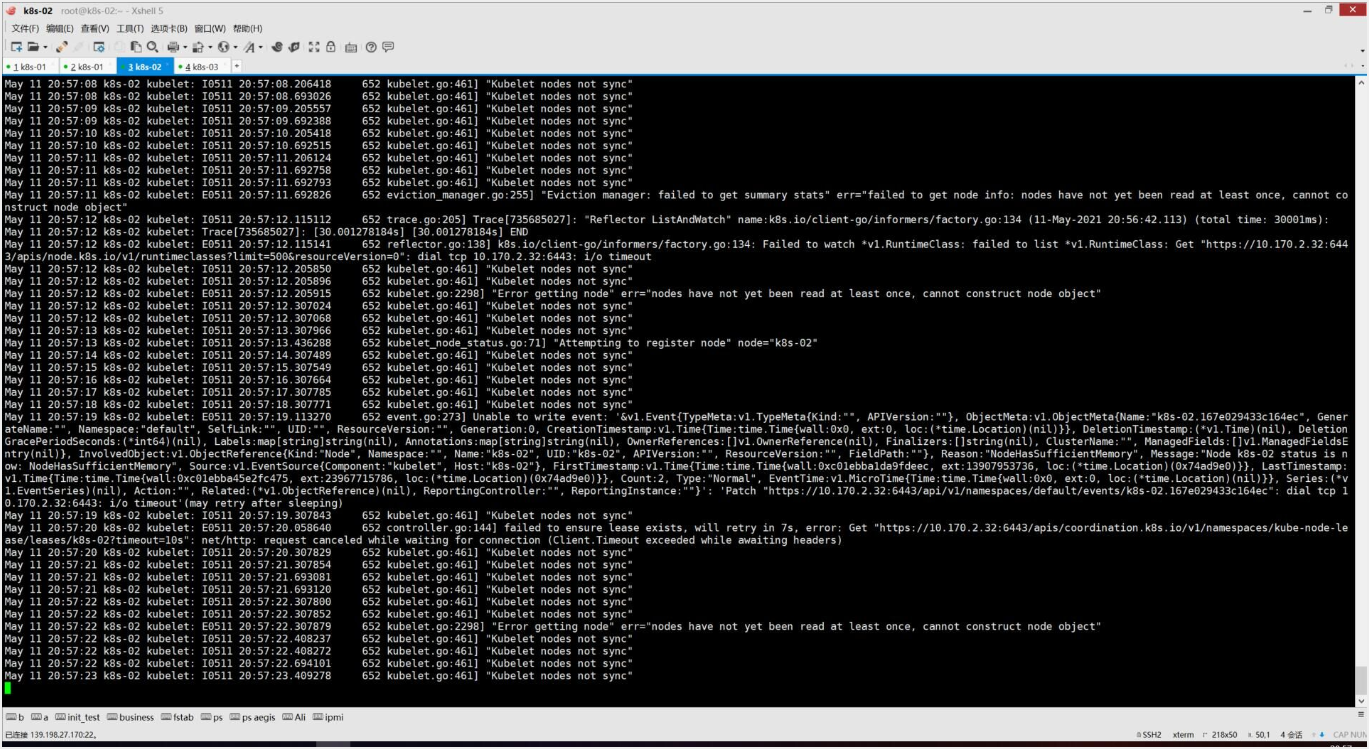 k8s-02 root@k8s-02:~ - Xshell 5
文件(F) 编辑(E) 查看(V) 工具(T) 选项卡(B) 窗口(W) 帮助(H)
1 k8s-01 2 k8s-01 3 k8s-02 4 k8s-03 +
May 11 20:57:08 k8s-02 kubelet: I0511 20:57:08.206418 652 kubelet.go:461] "Kubelet nodes not sync"
May 11 20:57:08 k8s-02 kubelet: I0511 20:57:08.693026 652 kubelet.go:461] "Kubelet nodes not sync"
May 11 20:57:09 k8s-02 kubelet: I0511 20:57:09.205557 652 kubelet.go:461] "Kubelet nodes not sync"
May 11 20:57:09 k8s-02 kubelet: I0511 20:57:09.692388 652 kubelet.go:461] "Kubelet nodes not sync"
May 11 20:57:10 k8s-02 kubelet: I0511 20:57:10.205418 652 kubelet.go:461] "Kubelet nodes not sync"
May 11 20:57:10 k8s-02 kubelet: I0511 20:57:10.692515 652 kubelet.go:461] "Kubelet nodes not sync"
May 11 20:57:11 k8s-02 kubelet: I0511 20:57:11.206124 652 kubelet.go:461] "Kubelet nodes not sync"
May 11 20:57:11 k8s-02 kubelet: I0511 20:57:11.692758 652 kubelet.go:461] "Kubelet nodes not sync"
May 11 20:57:11 k8s-02 kubelet: I0511 20:57:11.692793 652 kubelet.go:461] "Kubelet nodes not sync"
May 11 20:57:11 k8s-02 kubelet: E0511 20:57:11.692826 652 eviction_manager.go:255] "Eviction manager: failed to get summary stats" err="failed to get node info: nodes have not yet been read at least once, cannot co
nstruct node object"
May 11 20:57:12 k8s-02 kubelet: I0511 20:57:12.115112 652 trace.go:205] Trace[735685027]: "Reflector ListAndWatch" name:k8s.io/client-go/informers/factory.go:134 (11-May-2021 20:56:42.113) (total time: 30001ms):
May 11 20:57:12 k8s-02 kubelet: Trace[735685027]: [30.001278184s] [30.001278184s] END
May 11 20:57:12 k8s-02 kubelet: E0511 20:57:12.115141 652 reflector.go:138] k8s.io/client-go/informers/factory.go:134: Failed to watch *v1.RuntimeClass: failed to list *v1.RuntimeClass: Get "https://10.170.2.32:644
3/apis/node.k8s.io/v1/runtimeclasses?limit=500&resourceVersion=0": dial tcp 10.170.2.32:6443: i/o timeout
May 11 20:57:12 k8s-02 kubelet: I0511 20:57:12.205850 652 kubelet.go:461] "Kubelet nodes not sync"
May 11 20:57:12 k8s-02 kubelet: I0511 20:57:12.205896 652 kubelet.go:461] "Kubelet nodes not sync"
May 11 20:57:12 k8s-02 kubelet: E0511 20:57:12.205915 652 kubelet.go:2298] "Error getting node" err="nodes have not yet been read at least once, cannot construct node object"
May 11 20:57:12 k8s-02 kubelet: I0511 20:57:12.307024 652 kubelet.go:461] "Kubelet nodes not sync"
May 11 20:57:12 k8s-02 kubelet: I0511 20:57:12.307068 652 kubelet.go:461] "Kubelet nodes not sync"
May 11 20:57:13 k8s-02 kubelet: I0511 20:57:13.307966 652 kubelet.go:461] "Kubelet nodes not sync"
May 11 20:57:13 k8s-02 kubelet: I0511 20:57:13.436288 652 kubelet_node_status.go:71] "Attempting to register node" node="k8s-02"
May 11 20:57:14 k8s-02 kubelet: I0511 20:57:14.307489 652 kubelet.go:461] "Kubelet nodes not sync"
May 11 20:57:15 k8s-02 kubelet: I0511 20:57:15.307549 652 kubelet.go:461] "Kubelet nodes not sync"
May 11 20:57:16 k8s-02 kubelet: I0511 20:57:16.307664 652 kubelet.go:461] "Kubelet nodes not sync"
May 11 20:57:17 k8s-02 kubelet: I0511 20:57:17.307785 652 kubelet.go:461] "Kubelet nodes not sync"
May 11 20:57:18 k8s-02 kubelet: I0511 20:57:18.307771 652 kubelet.go:461] "Kubelet nodes not sync"
May 11 20:57:19 k8s-02 kubelet: E0511 20:57:19.113270 652 event.go:273] Unable to write event: '&v1.Event{TypeMeta:v1.TypeMeta{Kind:"", APIVersion:""}, ObjectMeta:v1.ObjectMeta{Name:"k8s-02.167e029433c164ec", Gener
ateName:"", Namespace:"default", SelfLink:"", UID:"", ResourceVersion:"", Generation:0, CreationTimestamp:v1.Time{Time:time.Time{wall:0x0, ext:0, loc:(*time.Location)(nil)}}, DeletionTimestamp:(*v1.Time)(nil), Deletion
GracePeriodSeconds:(*int64)(nil), Labels:map[string]string(nil), Annotations:map[string]string(nil), OwnerReferences:[]v1.OwnerReference(nil), Finalizers:[]string(nil), ClusterName:"", ManagedFields:[]v1.ManagedFieldsE
ntry(nil)}, InvolvedObject:v1.ObjectReference{Kind:"Node", Namespace:"", Name:"k8s-02", UID:"k8s-02", APIVersion:"", ResourceVersion:"", FieldPath:""}, Reason:"NodeHasSufficientMemory", Message:"Node k8s-02 status is n
ow: NodeHasSufficientMemory", Source:v1.EventSource{Component:"kubelet", Host:"k8s-02"}, FirstTimestamp:v1.Time{Time:time.Time{wall:0xc01ebba1da9fdeec, ext:13907953736, loc:(*time.Location)(0x74ad9e0)}}, LastTimestamp:
v1.Time{Time:time.Time{wall:0xc01ebba45e2fc475, ext:23967715786, loc:(*time.Location)(0x74ad9e0)}}, Count:2, Type:"Normal", EventTime:v1.MicroTime{Time:time.Time{wall:0x0, ext:0, loc:(*time.Location)(nil)}}, Series:(*v
1.EventSeries)(nil), Action:"", Related:(*v1.ObjectReference)(nil), ReportingController:"", ReportingInstance:""}': 'Patch "https://10.170.2.32:6443/api/v1/namespaces/default/events/k8s-02.167e029433c164ec": dial tcp 1
0.170.2.32:6443: i/o timeout'(may retry after sleeping)
May 11 20:57:19 k8s-02 kubelet: I0511 20:57:19.307843 652 kubelet.go:461] "Kubelet nodes not sync"
May 11 20:57:20 k8s-02 kubelet: E0511 20:57:20.058640 652 controller.go:144] failed to ensure lease exists, will retry in 7s, error: Get "https://10.170.2.32:6443/apis/coordination.k8s.io/v1/namespaces/kube-node-le
ase/leases/k8s-02?timeout=10s": net/http: request canceled while waiting for connection (Client.Timeout exceeded while awaiting headers)
May 11 20:57:20 k8s-02 kubelet: I0511 20:57:20.307829 652 kubelet.go:461] "Kubelet nodes not sync"
May 11 20:57:21 k8s-02 kubelet: I0511 20:57:21.307854 652 kubelet.go:461] "Kubelet nodes not sync"
May 11 20:57:21 k8s-02 kubelet: I0511 20:57:21.693081 652 kubelet.go:461] "Kubelet nodes not sync"
May 11 20:57:21 k8s-02 kubelet: I0511 20:57:21.693120 652 kubelet.go:461] "Kubelet nodes not sync"
May 11 20:57:22 k8s-02 kubelet: I0511 20:57:22.307800 652 kubelet.go:461] "Kubelet nodes not sync"
May 11 20:57:22 k8s-02 kubelet: I0511 20:57:22.307852 652 kubelet.go:461] "Kubelet nodes not sync"
May 11 20:57:22 k8s-02 kubelet: E0511 20:57:22.307879 652 kubelet.go:2298] "Error getting node" err="nodes have not yet been read at least once, cannot construct node object"
May 11 20:57:22 k8s-02 kubelet: I0511 20:57:22.408237 652 kubelet.go:461] "Kubelet nodes not sync"
May 11 20:57:22 k8s-02 kubelet: I0511 20:57:22.408272 652 kubelet.go:461] "Kubelet nodes not sync"
May 11 20:57:22 k8s-02 kubelet: I0511 20:57:22.694101 652 kubelet.go:461] "Kubelet nodes not sync"
May 11 20:57:23 k8s-02 kubelet: I0511 20:57:23.409278 652 kubelet.go:461] "Kubelet nodes not sync"
b a init_test business fstab ps ps aegis Ali ipmi
已连接 139.198.27.170:22。 SSH2 xterm 218x50 50,1 4 会话 CAP NUM